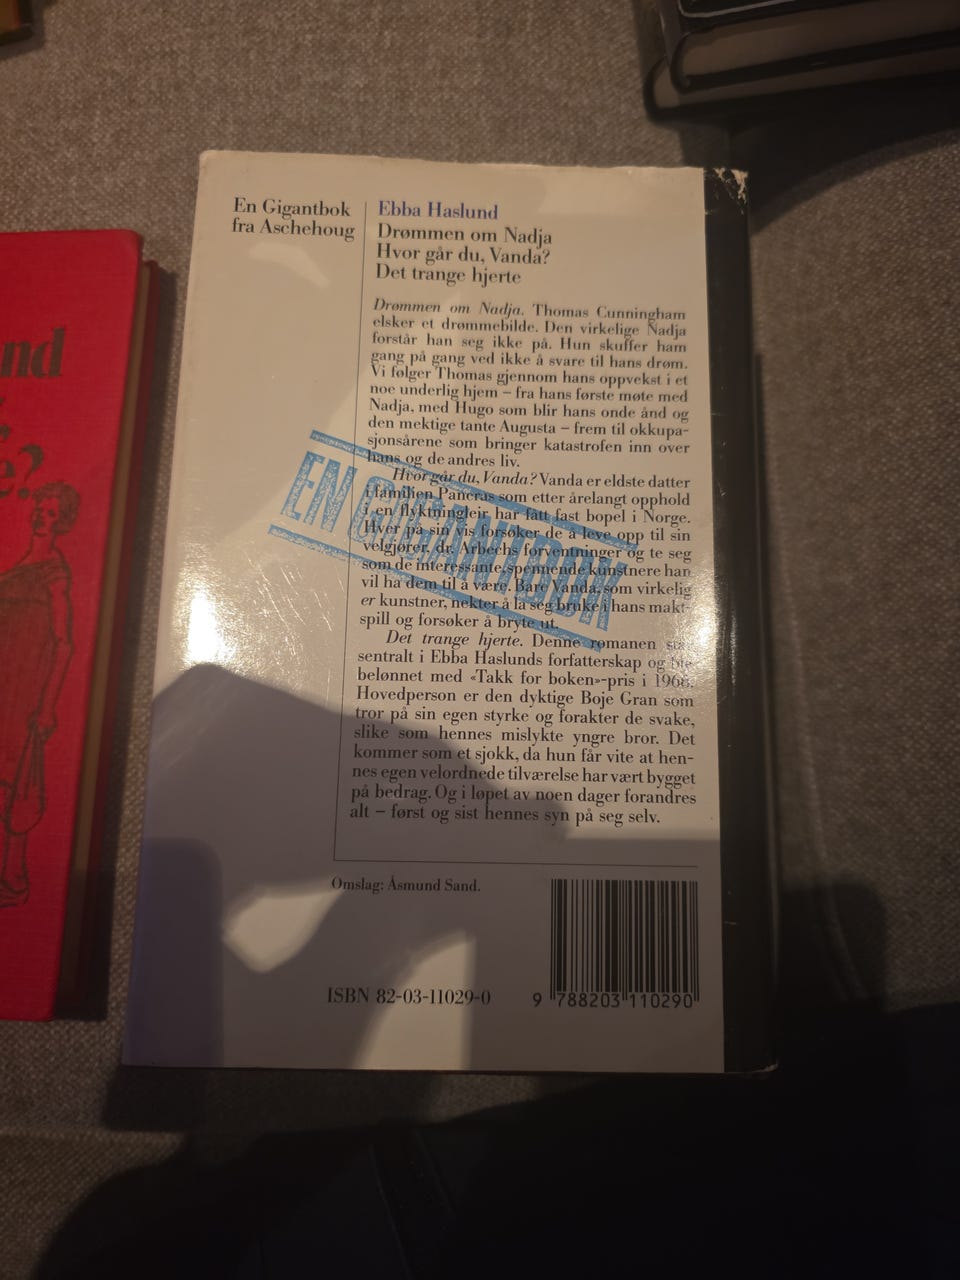 nd
e?
En Gigantbok
fra Aschehoug
Ebba Haslund
Drømmen om Nadja
Hvor går du, Vanda?
Det trange hjerte
Drømmen om Nadja. Thomas Cunningham
elsker et drømmebilde. Den virkelige Nadja
forstår han seg ikke på. Hun skuffer ham
gang på gang ved ikke å svare til hans drøm.
Vi følger Thomas gjennom hans oppvekst i et
noe underlig hjem – fra hans første møte med
Nadja, med Hugo som blir hans onde ånd og
den mektige tante Augusta – frem til okkupa-
sjonsårene som bringer katastrofen inn over
hans og de andres liv.
Hvor går du, Vanda? Vanda er eldste datter
i familien Pancras som etter årelangt opphold
i en flyktningleir har fått fast bopel i Norge.
Hver på sin vis forsøker de å leve opp til sin
velgjører, dr. Arbechs forventninger og te seg
som de interessante, spennende kunstnere han
vil ha dem til å være. Bare Vanda, som virkelig
er kunstner, nekter å la seg bruke i hans makt-
spill og forsøker å bryte ut.
Det trange hjerte. Denne romanen
sentralt i Ebba Haslunds forfatterskap og
belønnet med «Takk for boken»-pris i
Hovedperson er den dyktige Boje Gran som
tror på sin egen styrke og forakter de svake,
slike som hennes mislykte yngre bror. Det
kommer som et sjokk, da hun får vite at hen-
nes egen velordnede tilværelse har vært bygget
på bedrag. Og i løpet av noen dager forandres
alt – først og sist hennes syn på seg selv.
EN GIGANTBOK
Omslag: Åsmund Sand.
ISBN 82-03-11029-0
9 788203 110290